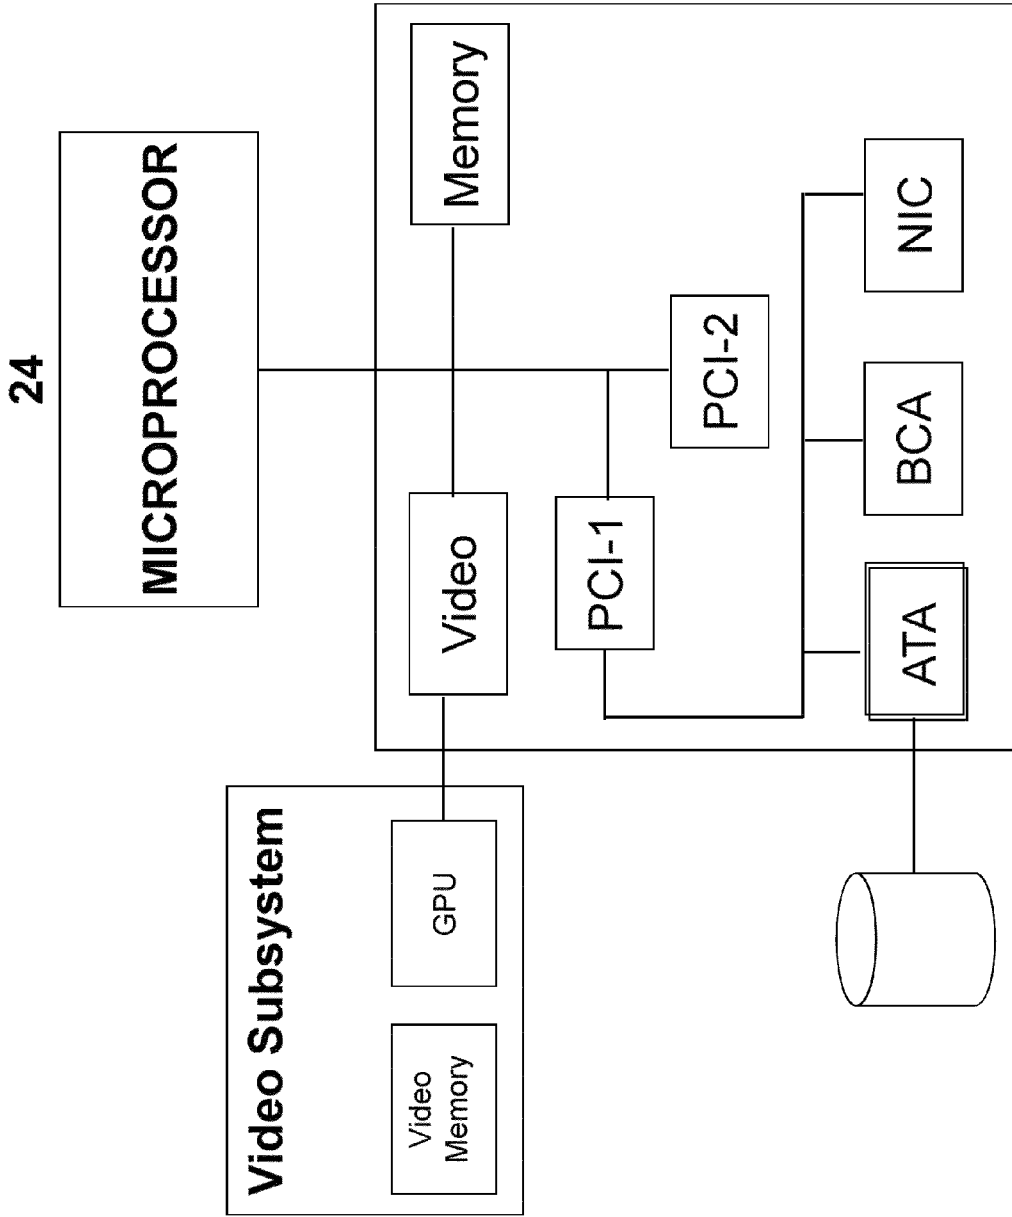 24
MICROPROCESSOR
Memory
Video
PCI-2
PCI-1
NIC
BCA
ATA
Video Subsystem
GPU
Video
Memory